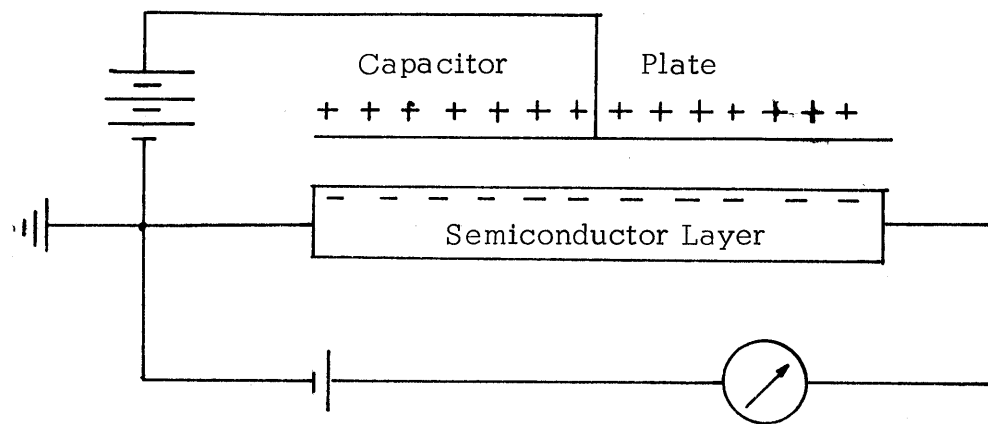 Capacitor Plate
+ + + + + + + + + + + + +
- - - - - - - - - -
Semiconductor Layer